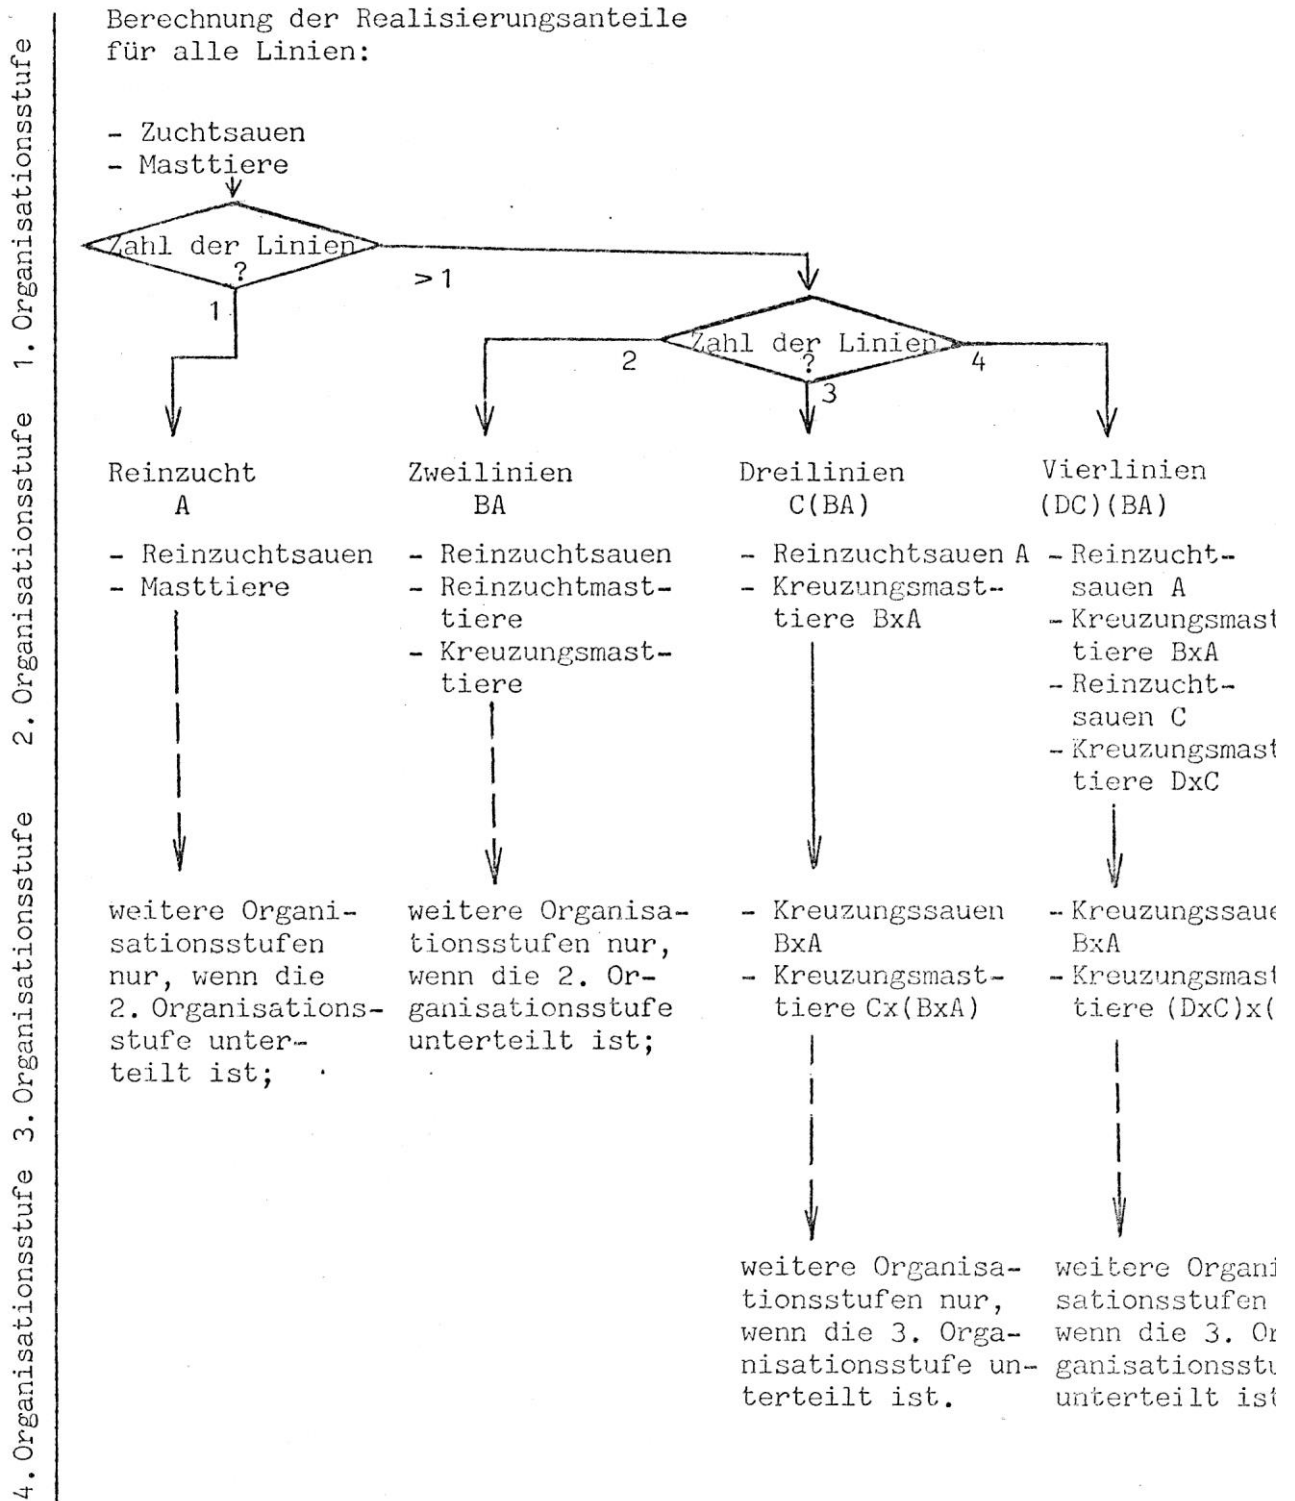 Berechnung der Realisierungsanteile
für alle Linien:
- Zuchtsauen
- Masttiere
Zahl der Linien
?
1
>1
Zahl der Linien
?
2
3
4
Reinzucht
A
- Reinzuchtsauen
- Masttiere
weitere Organi-
sationsstufen
nur, wenn die
2. Organisations-
stufe unter-
teilt ist;
Zweilinien
BA
- Reinzuchtsauen
- Reinzuchtmast-
tiere
- Kreuzungsmast-
tiere
weitere Organisa-
tionsstufen nur,
wenn die 2. Or-
ganisationsstufe
unterteilt ist;
Dreilinien
C(BA)
- Reinzuchtsauen A
- Kreuzungsmast-
tiere BxA
- Kreuzungssauen
BxA
- Kreuzungsmast-
tiere Cx(BxA)
weitere Organisa-
tionsstufen nur,
wenn die 3. Orga-
nisationsstufe un-
terteilt ist.
Vierlinien
(DC)(BA)
- Reinzucht-
sauen A
- Kreuzungsmast
tiere BxA
- Reinzucht-
sauen C
- Kreuzungsmast
tiere DxC
- Kreuzungssaue
BxA
- Kreuzungsmast
tiere (DxC)x(
weitere Organi
sationsstufen
wenn die 3. Or
ganisationsstu
unterteilt ist
1. Organisationsstufe
2. Organisationsstufe
3. Organisationsstufe
4. Organisationsstufe